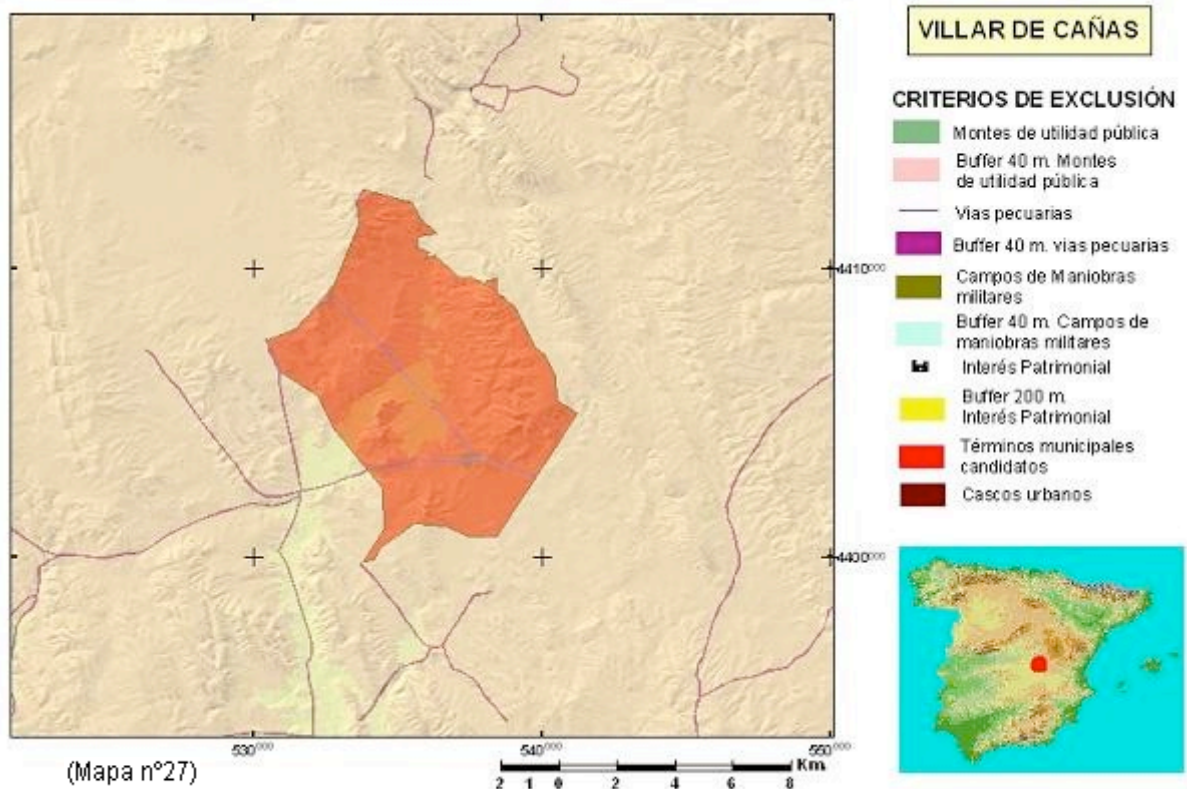 VILLAR DE CAÑAS
CRITERIOS DE EXCLUSIÓN
Montes de utilidad pública
Buffer 40 m. Montes
de utilidad pública
Vías pecuarias
Buffer 40 m. vías pecuarias
Campos de Maniobras
militares
Buffer 40 m. Campos de
maniobras militares
Interés Patrimonial
Buffer 200 m.
Interés Patrimonial
Términos municipales
candidatos
Cascos urbanos
4410000
4400000
530000
540000
550000
(Mapa nº27)
2 1 0 2 4 6 8 Km.